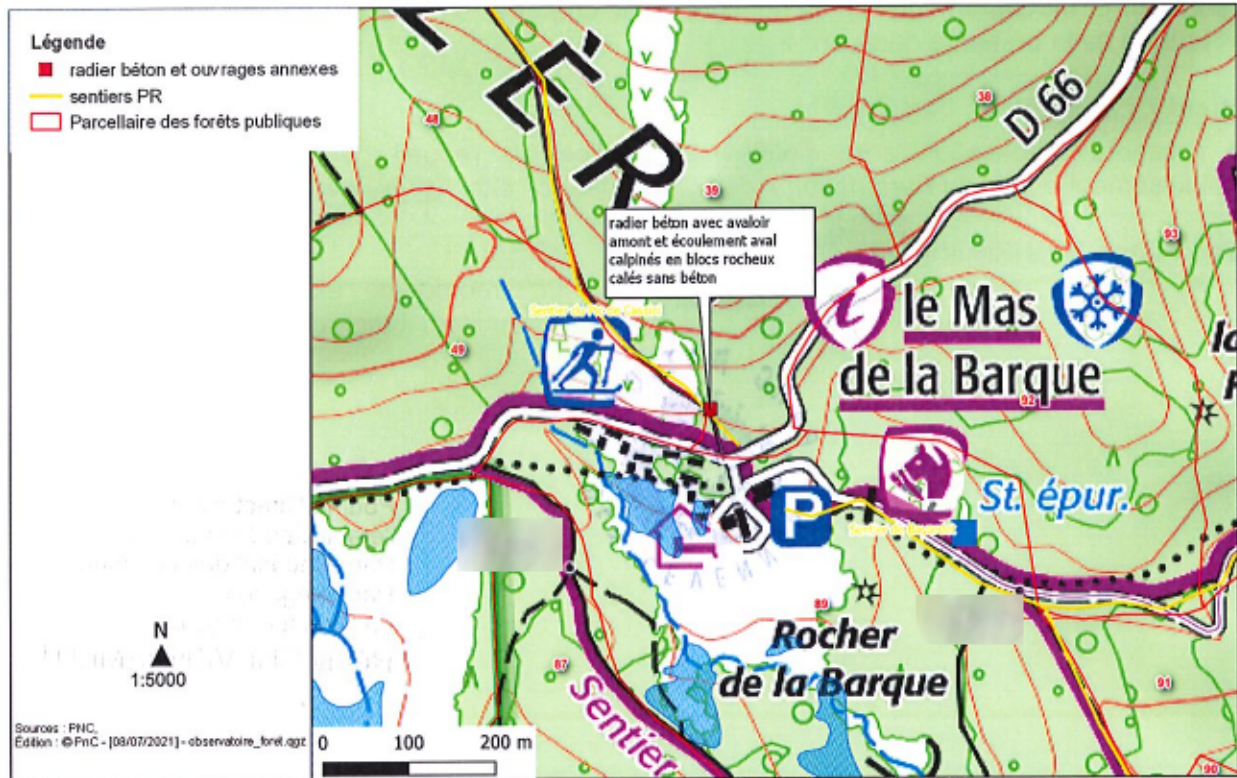 Légende
radier béton et ouvrages annexes
sentiers PR
Parcellaire des forêts publiques
È
R
D 66
48
38
39
93
radier béton avec avaloir
amont et écoulement aval
calpinés en blocs rocheux
calés sans béton
i
le Mas
de la Barque
49
92
P
St. épur.
89
Rocher
de la Barque
87
Sentier
91
190
N
1:5000
Sources : PNC,
Édition : © PnC - [08/07/2021] - observatoire_foret.qgz
0 100 200 m